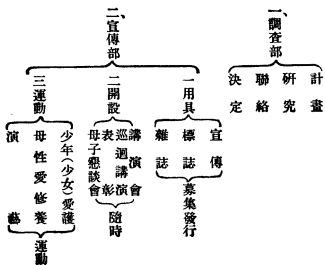 一、調査部
計畫
研究
聯絡
決定
二、宣傳部
一用具
宣傳
標誌
雜誌
募集發行
二開設
講演會
巡迴講演
表彰
母子懇談會
隨時
三運動
少年(少女)愛護
母性愛修養
演藝
運動